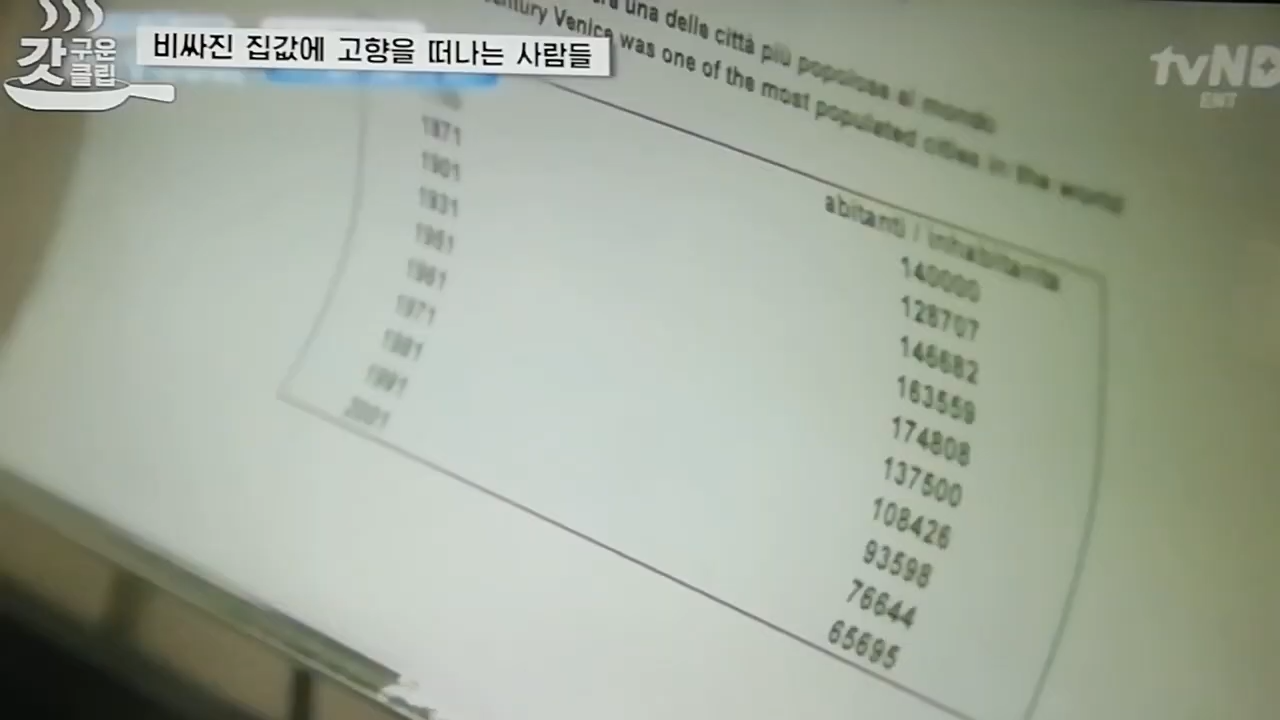 갓 구운 클립
비싸진 집값에 고향을 떠나는 사람들
tvND
ENT
una delle città più popolose al mondo
Venice was one of the most populated cities in the world
abitanti / inhabitants
140000
1871 128707
1901 146682
1931 163559
1951 174808
1961 137500
1971 108426
1981 93598
1991 76644
2001 65695